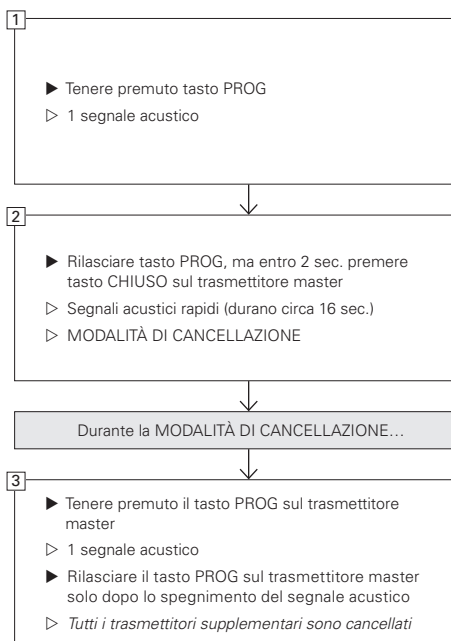 1
▶ Tenere premuto tasto PROG
▷ 1 segnale acustico
2
▶ Rilasciare tasto PROG, ma entro 2 sec. premere
tasto CHIUSO sul trasmettitore master
▷ Segnali acustici rapidi (durano circa 16 sec.)
▷ MODALITÀ DI CANCELLAZIONE
Durante la MODALITÀ DI CANCELLAZIONE…
3
▶ Tenere premuto il tasto PROG sul trasmettitore
master
▷ 1 segnale acustico
▶ Rilasciare il tasto PROG sul trasmettitore master
solo dopo lo spegnimento del segnale acustico
▷ Tutti i trasmettitori supplementari sono cancellati